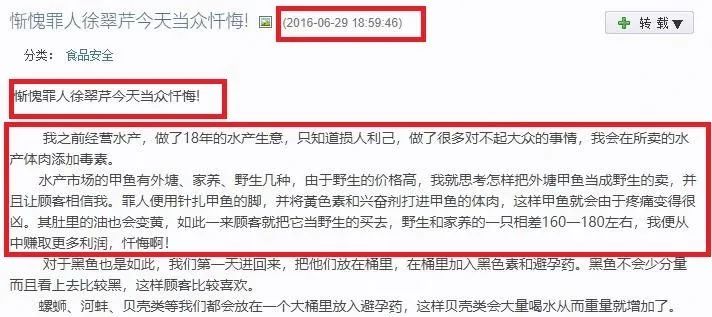 惭愧罪人徐翠芹今天当众忏悔!
(2016-06-29 18:59:46)
转载▼
分类: 食品安全
惭愧罪人徐翠芹今天当众忏悔!
我之前经营水产，做了18年的水产生意，只知道损人利己，做了很多对不起大众的事情，我会在所卖的水
产体肉添加毒素。
水产市场的甲鱼有外塘、家养、野生几种，由于野生的价格高，我就思考怎样把外塘甲鱼当成野生的卖，并
且让顾客相信我。罪人便用针扎甲鱼的脚，并将黄色素和兴奋剂打进甲鱼的体肉，这样甲鱼就会由于疼痛变得很
凶。其肚里的油也会变黄，如此一来顾客就把它当野生的买去，野生和家养的一只相差160一180左右，我便从
中赚取更多利润，忏悔啊!
对于黑鱼也是如此，我们第一天进回来，把他们放在桶里，在桶里加入黑色素和避孕药。黑鱼不会少分量
而且看上去比较黑，这样顾客比较喜欢。
螺蛳、河蚌、贝壳类等我们都会放在一个大桶里放入避孕药，这样贝壳类会大量喝水从而重量就增加了。